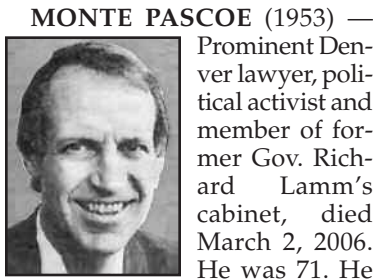 MONTE PASCOE (1953) —
Prominent Den-
ver lawyer, poli-
tical activist and
member of for-
mer Gov. Rich-
ard Lamm's
cabinet, died
March 2, 2006.
He was 71. He